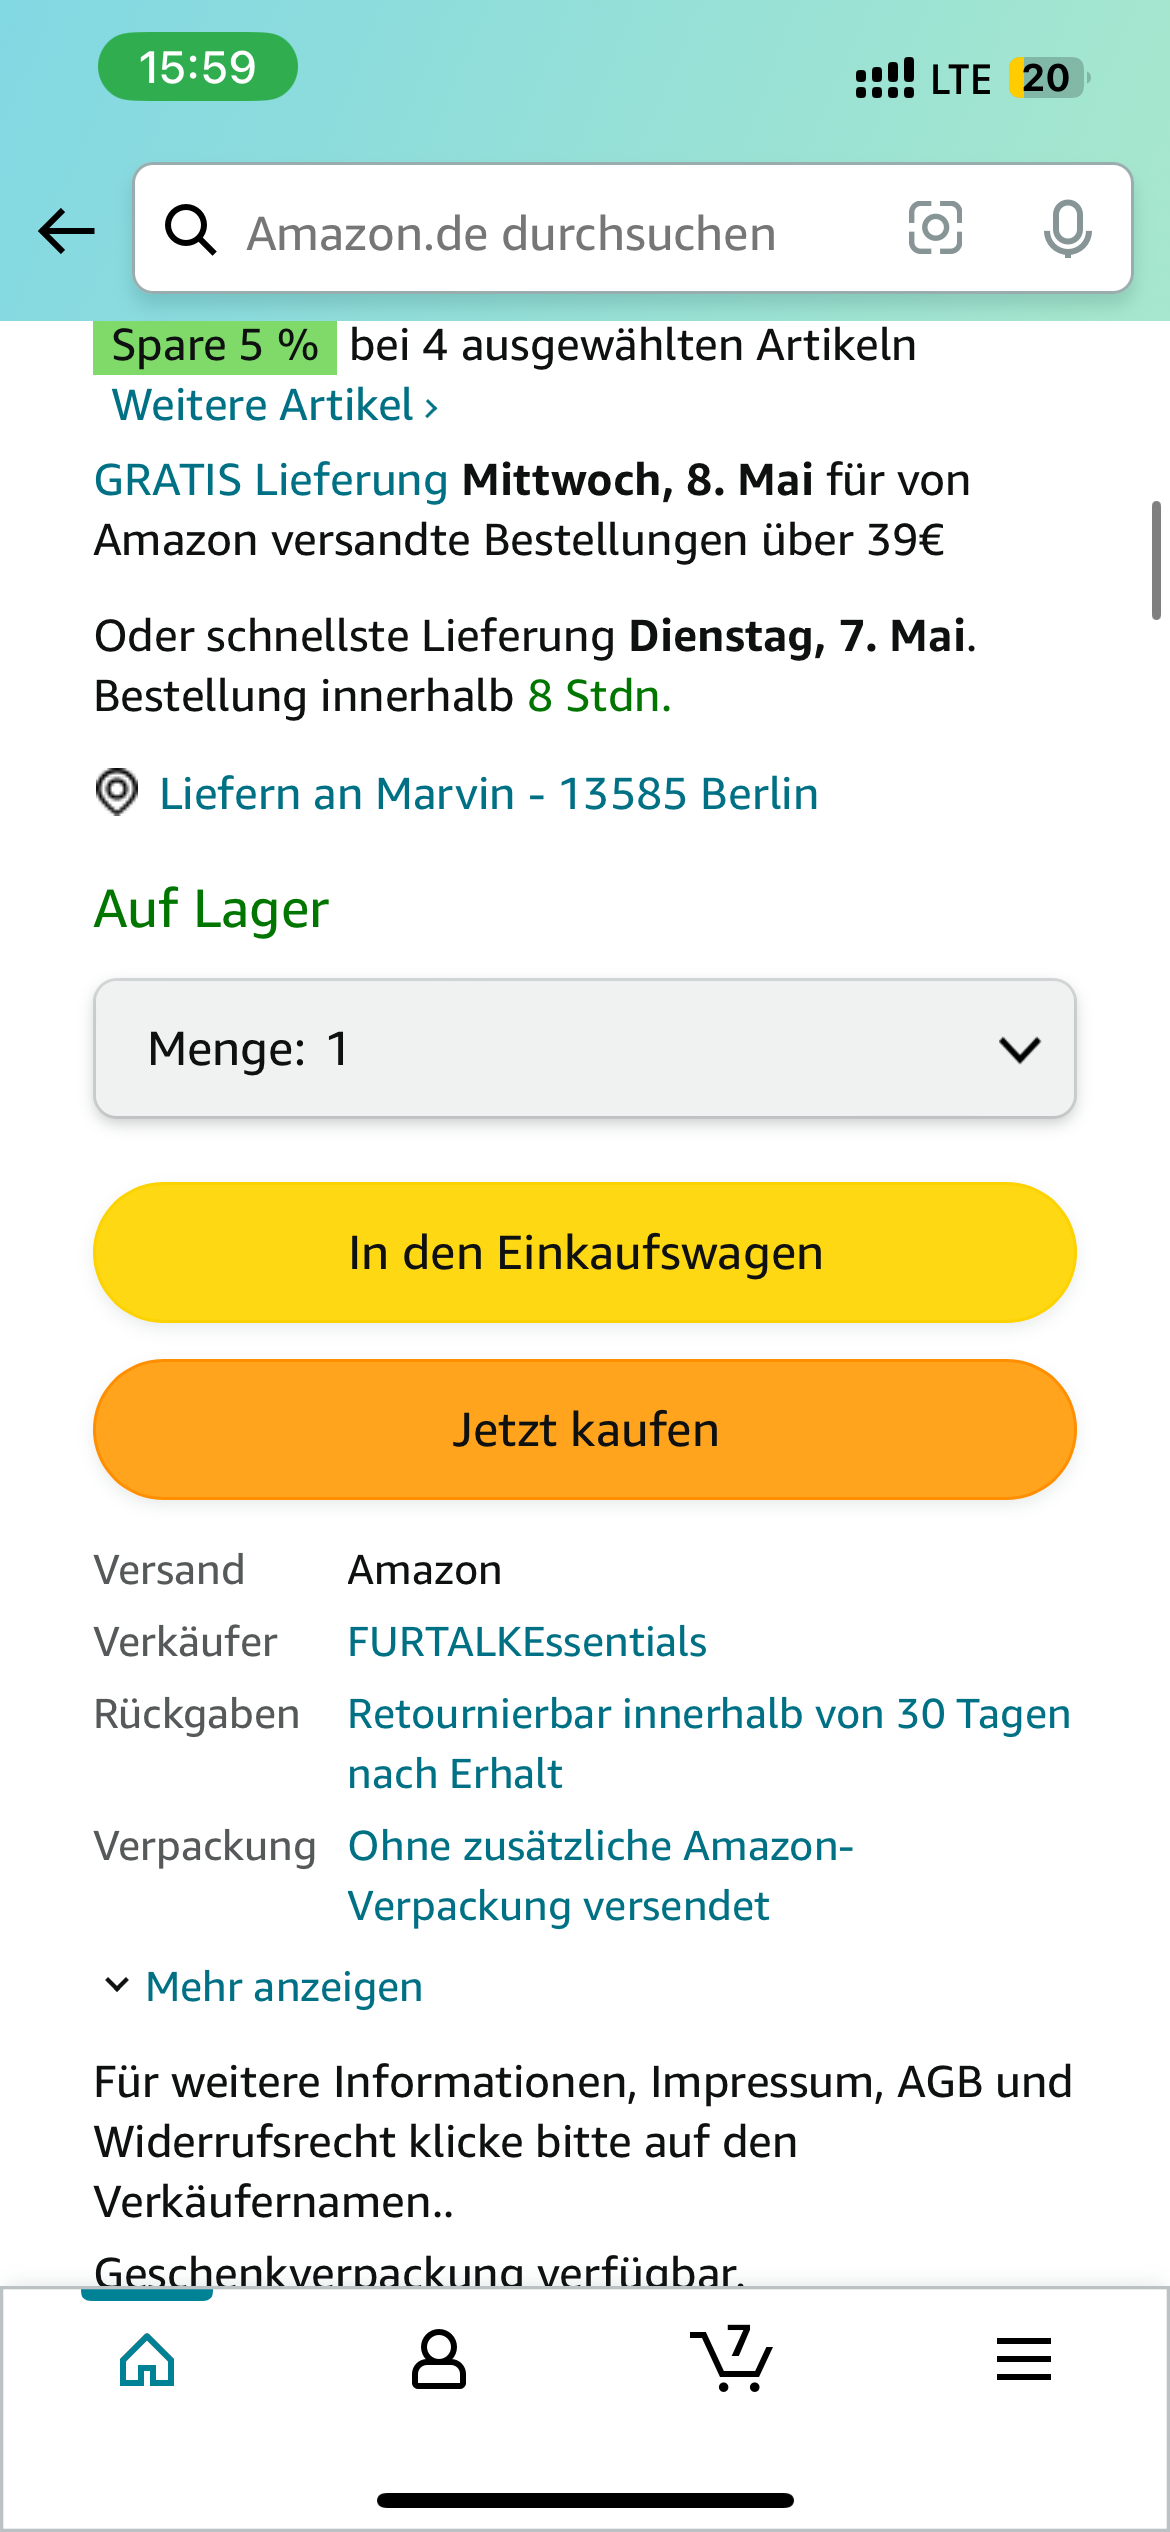 15:59
LTE 20
Amazon.de durchsuchen
Spare 5 % bei 4 ausgewählten Artikeln
Weitere Artikel ›
GRATIS Lieferung Mittwoch, 8. Mai für von
Amazon versandte Bestellungen über 39€
Oder schnellste Lieferung Dienstag, 7. Mai.
Bestellung innerhalb 8 Stdn.
Liefern an Marvin - 13585 Berlin
Auf Lager
Menge: 1
In den Einkaufswagen
Jetzt kaufen
Versand Amazon
Verkäufer FURTALKEssentials
Rückgaben Retournierbar innerhalb von 30 Tagen
nach Erhalt
Verpackung Ohne zusätzliche Amazon-
Verpackung versendet
Mehr anzeigen
Für weitere Informationen, Impressum, AGB und
Widerrufsrecht klicke bitte auf den
Verkäufernamen..
Geschenkverpackung verfügbar.
7